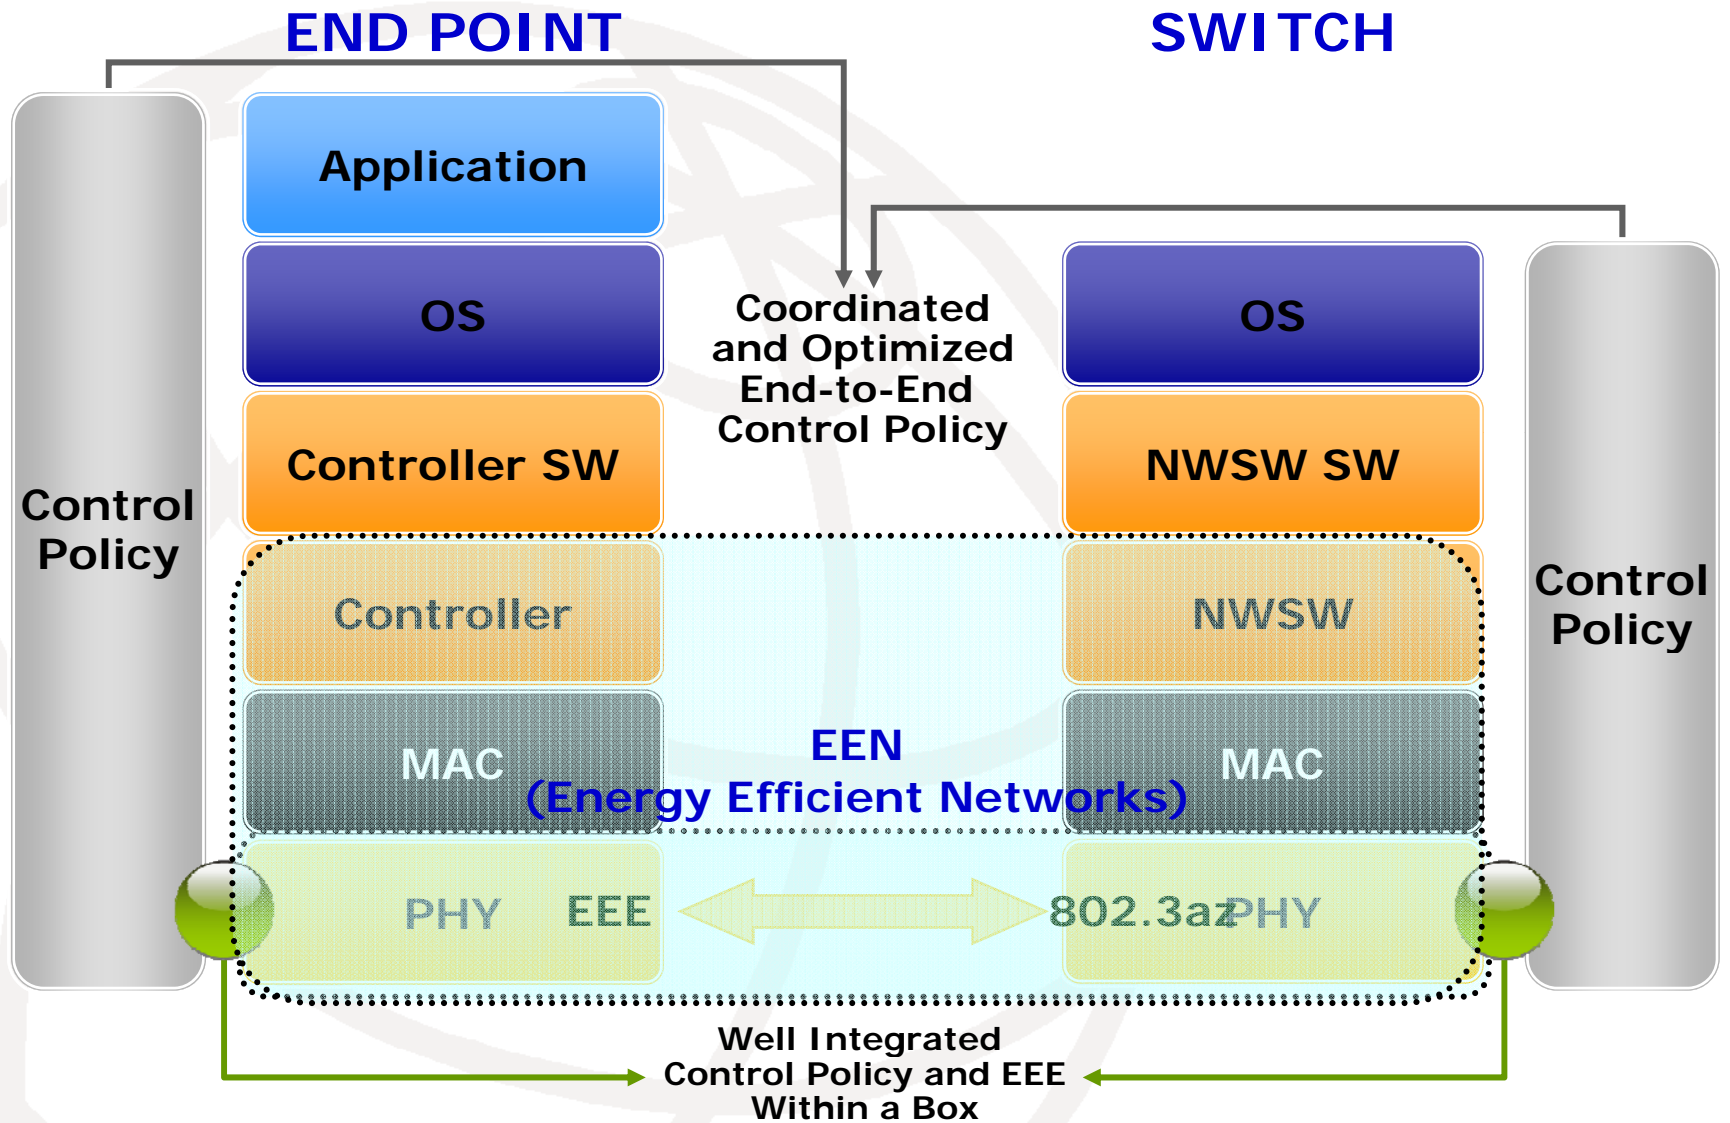 END POINT
SWITCH
Application
OS
Coordinated
and Optimized
End-to-End
Control Policy
OS
Controller SW
NWSW SW
Control
Policy
Controller
NWSW
Control
Policy
MAC
EEN
(Energy Efficient Networks)
MAC
PHY
EEE
802.3az
PHY
Well Integrated
Control Policy and EEE
Within a Box